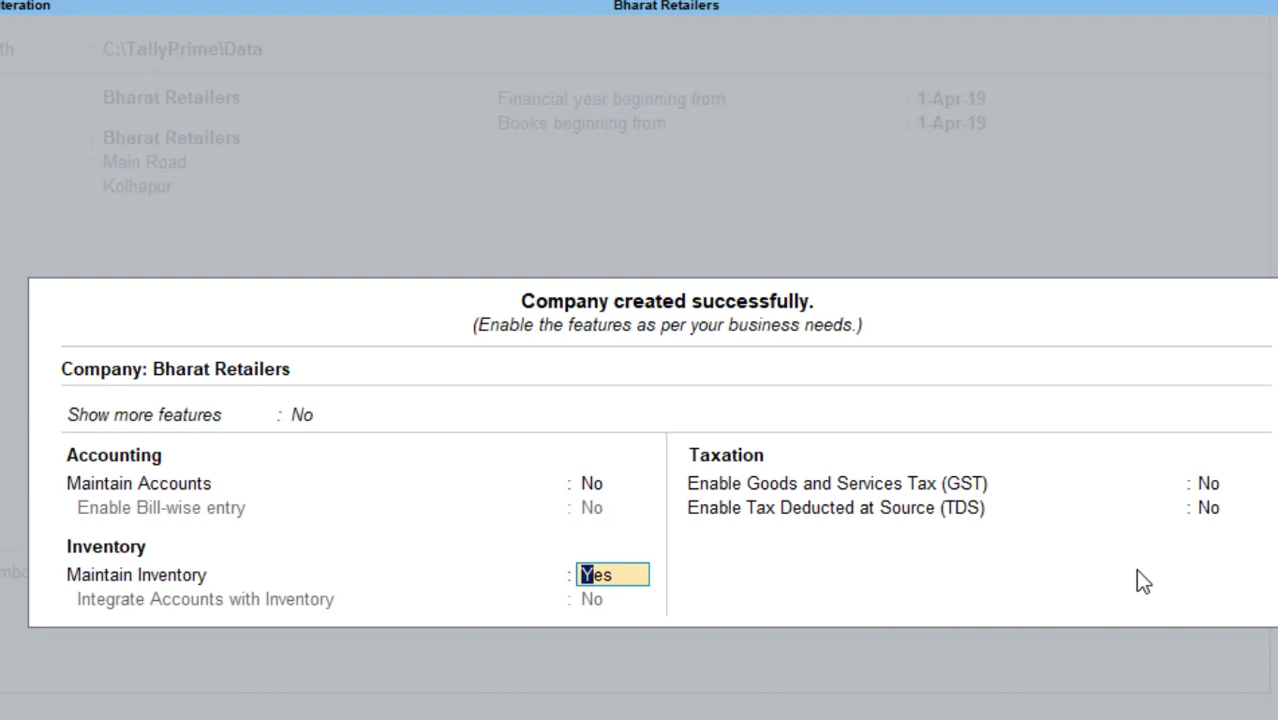 teration Bharat Retailers
th : C:\TallyPrime\Data
: Bharat Retailers Financial year beginning from : 1-Apr-19
Books beginning from : 1-Apr-19
: Bharat Retailers
: Main Road
Kolhapur
Company created successfully.
(Enable the features as per your business needs.)
Company: Bharat Retailers
Show more features : No
Accounting
Maintain Accounts : No
Enable Bill-wise entry : No
Inventory
Maintain Inventory : Yes
Integrate Accounts with Inventory : No
Taxation
Enable Goods and Services Tax (GST) : No
Enable Tax Deducted at Source (TDS) : No